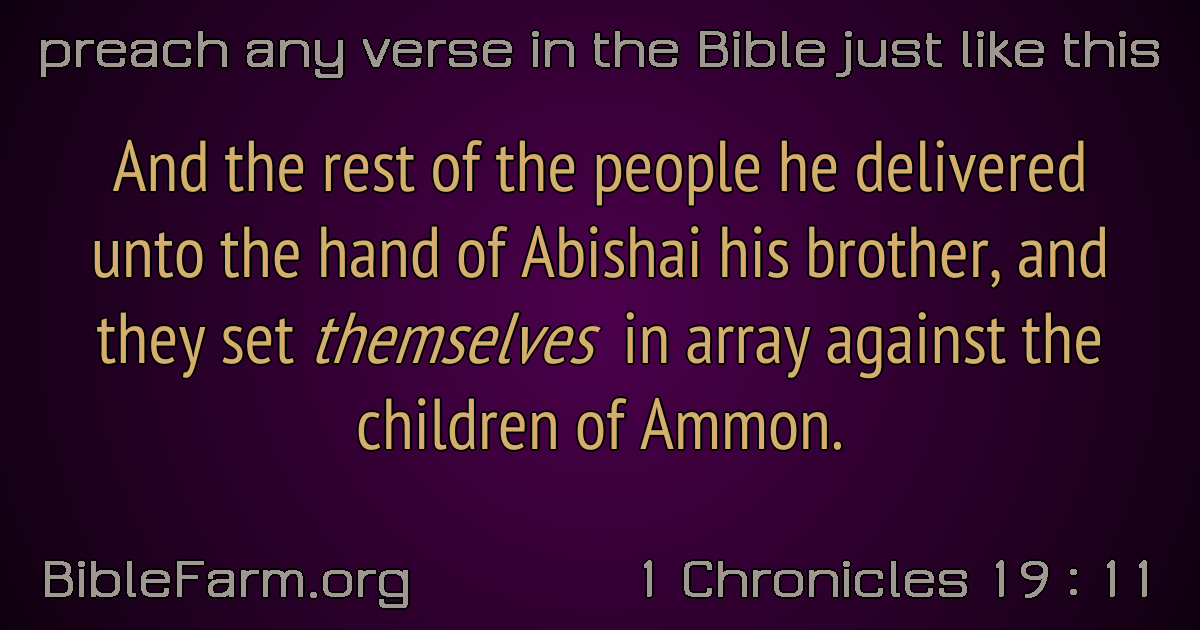 preach any verse in the Bible just like this
And the rest of the people he delivered
unto the hand of Abishai his brother, and
they set themselves in array against the
children of Ammon.
BibleFarm.org
1 Chronicles 19 : 11